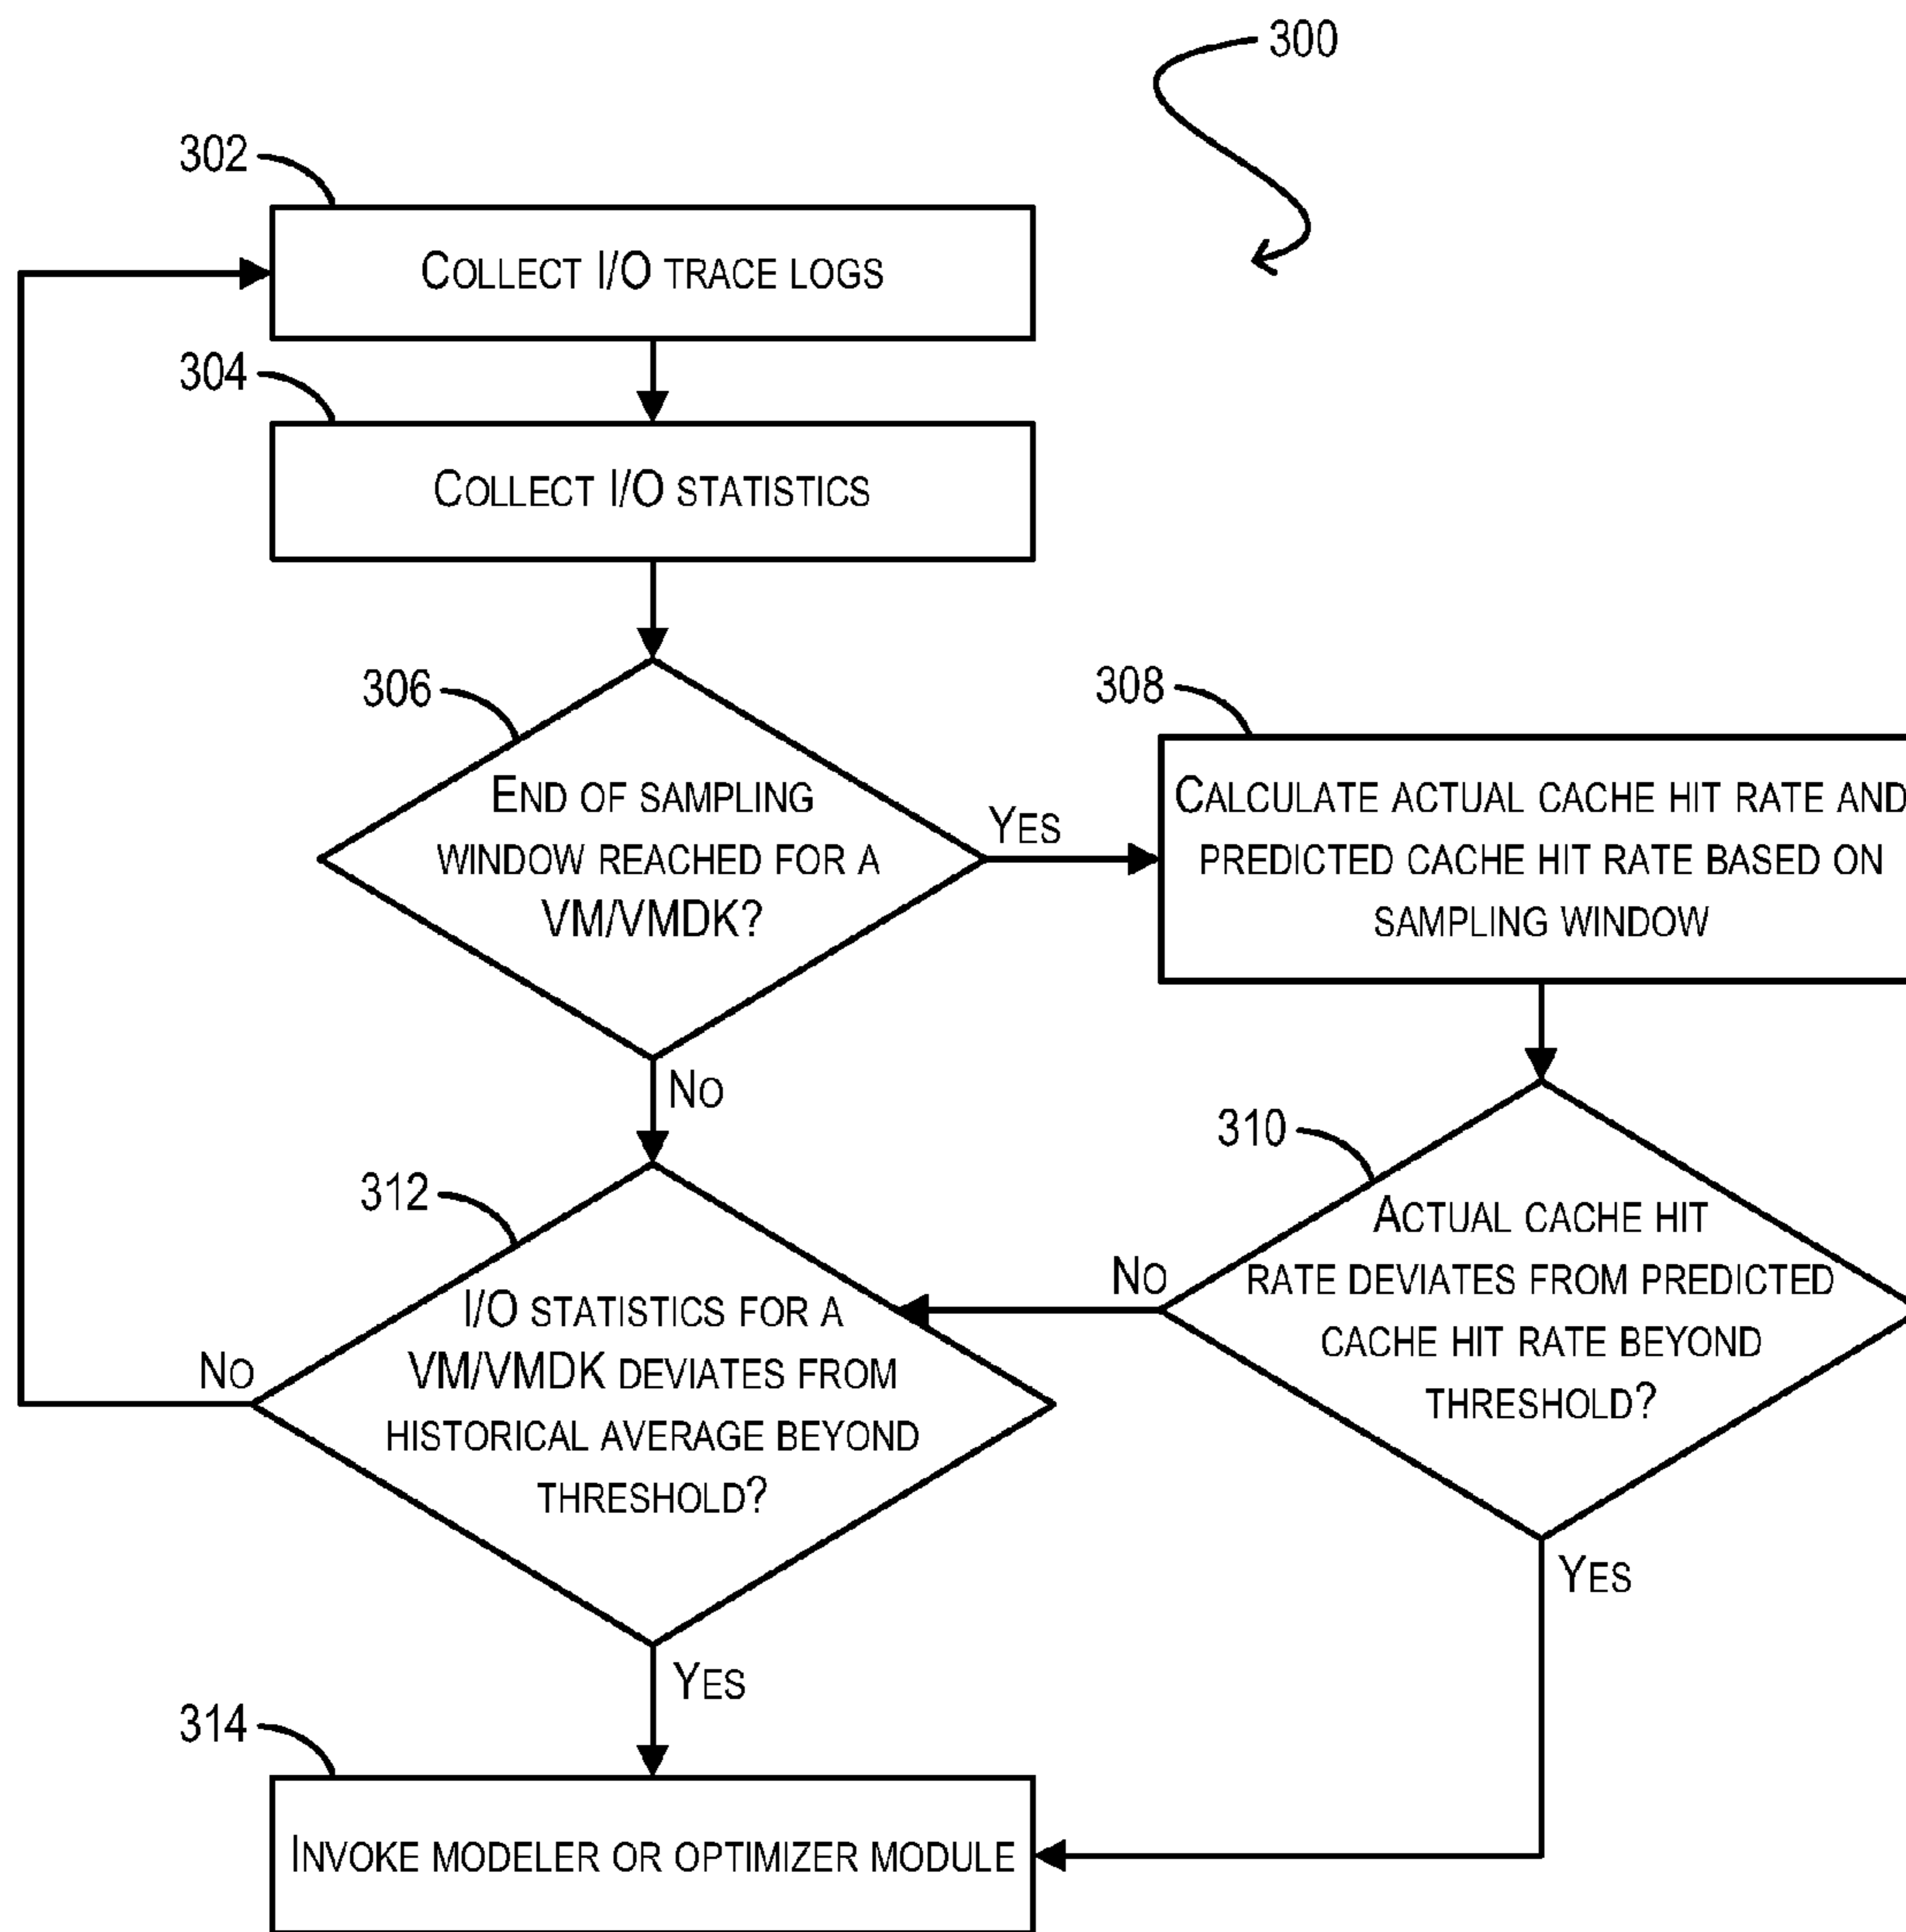 300
302
COLLECT I/O TRACE LOGS
304
COLLECT I/O STATISTICS
306
END OF SAMPLING
WINDOW REACHED FOR A
VM/VMDK?
YES
308
CALCULATE ACTUAL CACHE HIT RATE AND
PREDICTED CACHE HIT RATE BASED ON
SAMPLING WINDOW
NO
310
ACTUAL CACHE HIT
RATE DEVIATES FROM PREDICTED
CACHE HIT RATE BEYOND
THRESHOLD?
NO
YES
312
I/O STATISTICS FOR A
VM/VMDK DEVIATES FROM
HISTORICAL AVERAGE BEYOND
THRESHOLD?
NO
YES
314
INVOKE MODELER OR OPTIMIZER MODULE